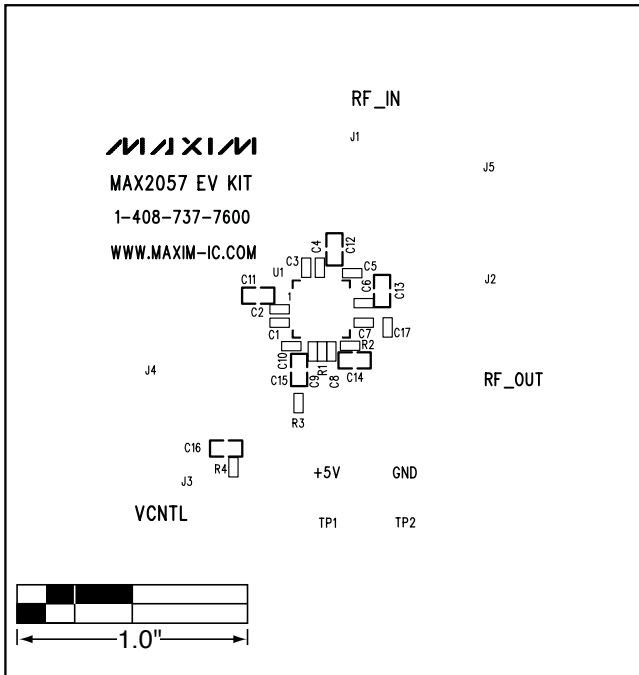 RF_IN
J1
MAXIM
J5
MAX2057 EV KIT
1-408-737-7600
WWW.MAXIM-IC.COM
C3
C4
C12
U1
C5
C11
1
C6
C13
J2
C2
C1
C7
C17
C10
R1
R2
J4
C15
C9
C8
C14
RF_OUT
R3
C16
R4
J3
+5V
GND
VCNTL
TP1
TP2
1.0"